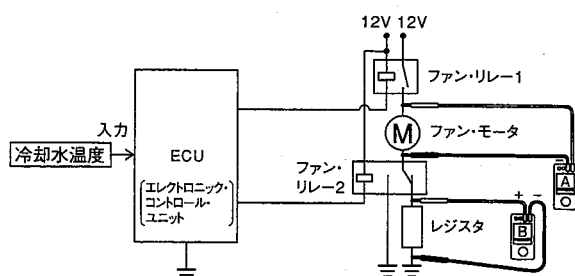 12V 12V
ファン・リレー1
入力
冷却水温度
ECU
エレクトロニック・
コントロール・
ユニット
M
ファン・モータ
ファン・
リレー2
－
A
レジスタ
＋ －
B